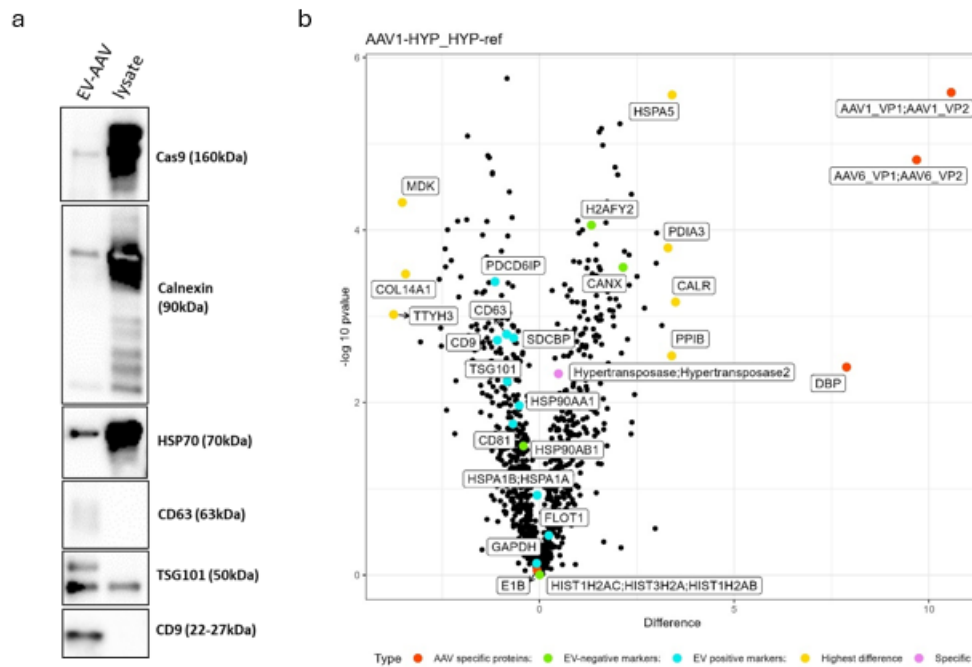 a
b
EV-AAV
lysate
Cas9 (160kDa)
Calnexin
(90kDa)
HSP70 (70kDa)
CD63 (63kDa)
TSG101 (50kDa)
CD9 (22-27kDa)
AAV1-HYP_HYP-ref
6
4
2
0
-log 10 pvalue
HSPA5
AAV1_VP1;AAV1_VP2
AAV6_VP1;AAV6_VP2
MDK
H2AFY2
PDIA3
PDCD6IP
CANX
COL14A1
CALR
CD63
TTYH3
CD9
SDCBP
PPIB
TSG101
Hypertransposase;Hypertransposase2
DBP
HSP90AA1
CD81
HSP90AB1
HSPA1B;HSPA1A
FLOT1
GAPDH
E1B
HIST1H2AC;HIST3H2A;HIST1H2AB
0
5
10
Difference
Type
AAV specific proteins:
EV-negative markers:
EV positive markers:
Highest difference
Specific